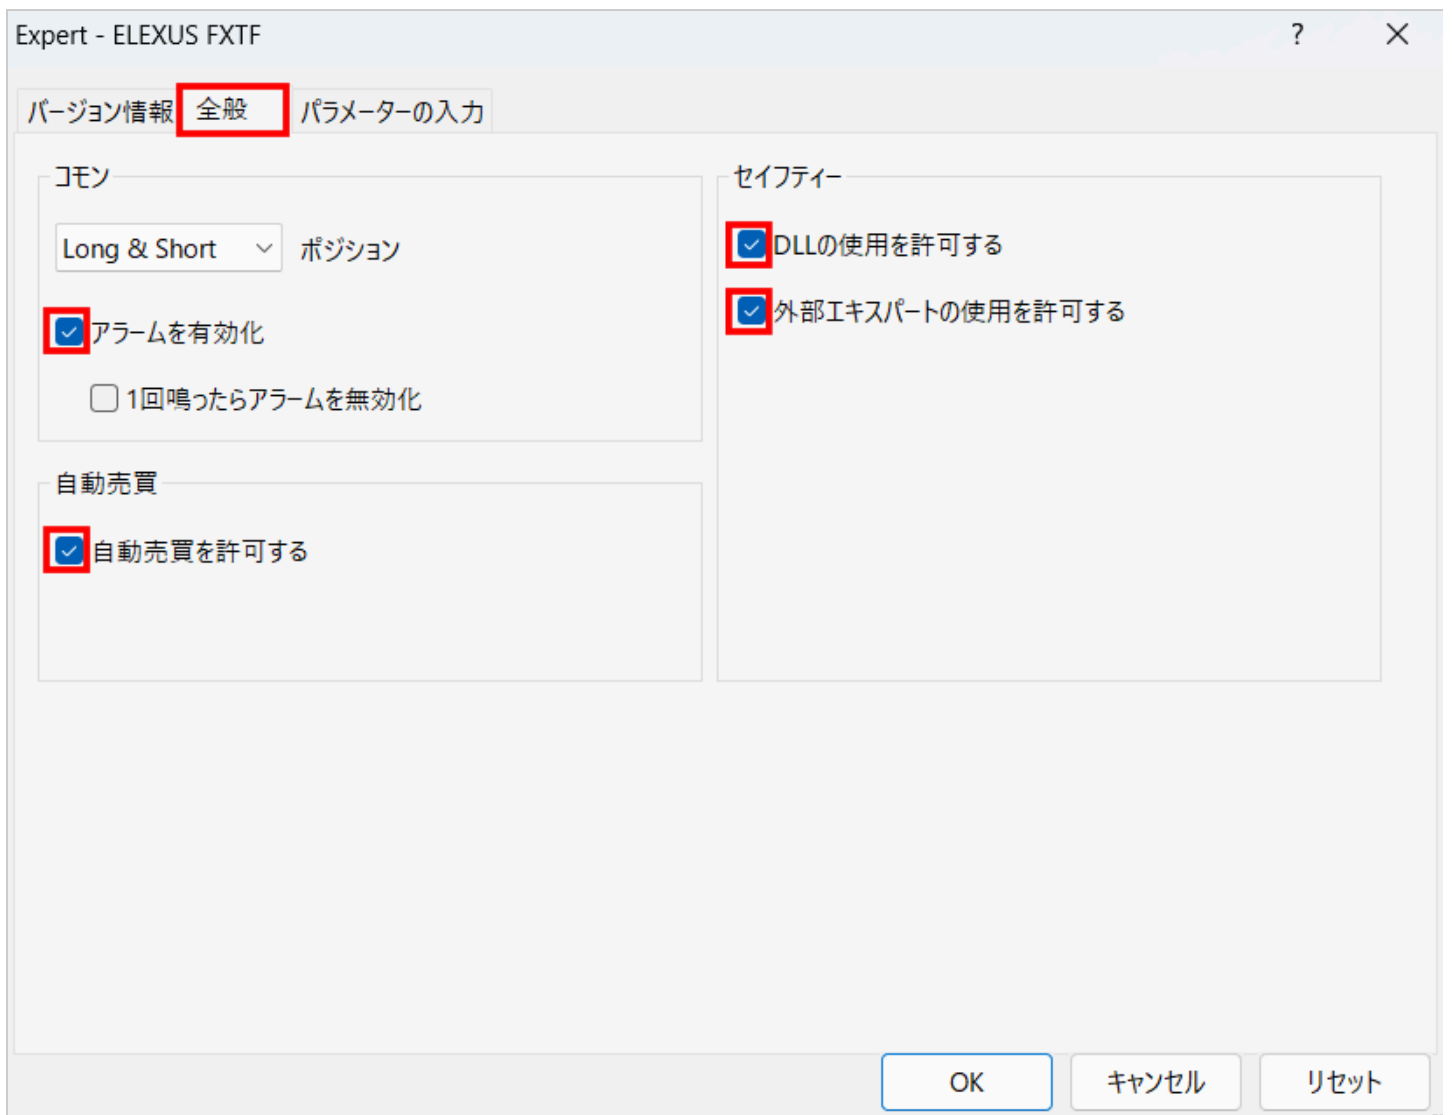 Expert - ELEXUS FXTF
?
バージョン情報 全般 パラメーターの入力
コモン
Long & Short ポジション
アラームを有効化
1回鳴ったらアラームを無効化
自動売買
自動売買を許可する
セイフティー
DLLの使用を許可する
外部エキスパートの使用を許可する
OK キャンセル リセット